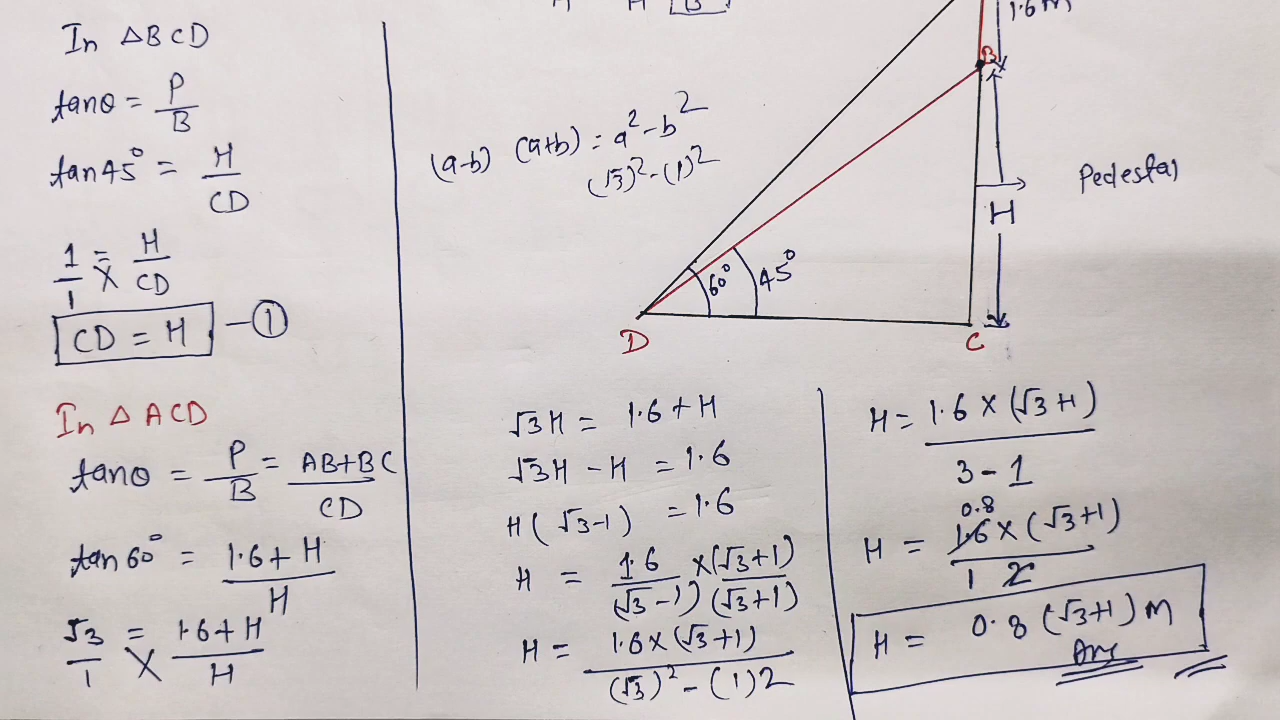 In △BCD
tanθ = P/B
tan45° = H/CD
1/1 = H/CD
CD = H —①
In △ ACD
tanθ = P/B = AB+BC/CD
tan60° = 1.6+H/H
√3/1 = 1.6+H/H
(a-b) (a+b) = a²-b²
(√3)²-(1)²
1.6m
B
H
Pedestal
60°
45°
D
C
√3H = 1.6+H
√3H - H = 1.6
H(√3-1) = 1.6
H = 1.6/(√3-1) × (√3+1)/(√3+1)
H = 1.6×(√3+1)/(√3)²-(1)2
H = 1.6×(√3+1)/3-1
0.8
H = 1.6×(√3+1)/2
1
H = 0.8(√3+1)m
Ans